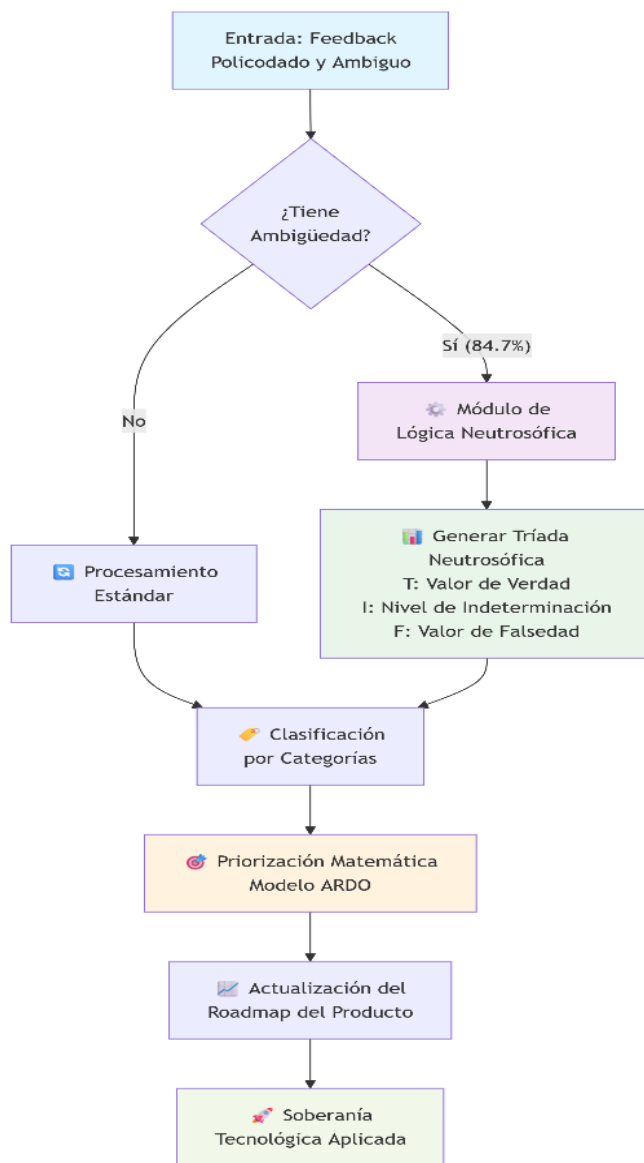 Entrada: Feedback
Policodado y Ambiguo
¿Tiene
Ambigüedad?
Sí (84.7%)
Módulo de
Lógica Neutrosófica
No
Generar Tríada
Neutrosófica
T: Valor de Verdad
I: Nivel de Indeterminación
F: Valor de Falsedad
Procesamiento
Estándar
Clasificación
por Categorías
Priorización Matemática
Modelo ARDO
Actualización del
Roadmap del Producto
Soberanía
Tecnológica Aplicada